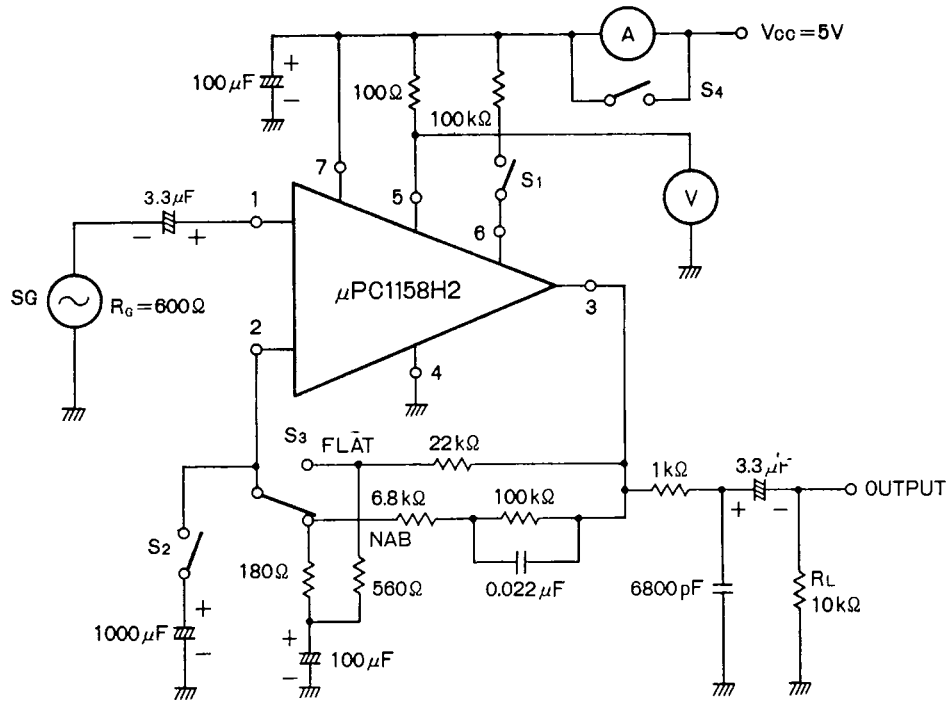 A
VCC=5V
+
100μF
−
100Ω
100kΩ
S4
7
5
S1
V
3.3μF
1
− +
6
SG
RG=600Ω
μPC1158H2
3
2
4
S3
FLAT
22kΩ
1kΩ
3.3μF
OUTPUT
6.8kΩ
100kΩ
+ −
NAB
S2
180Ω
560Ω
0.022μF
6800pF
RL
10kΩ
+
1000μF
−
+
100μF
−